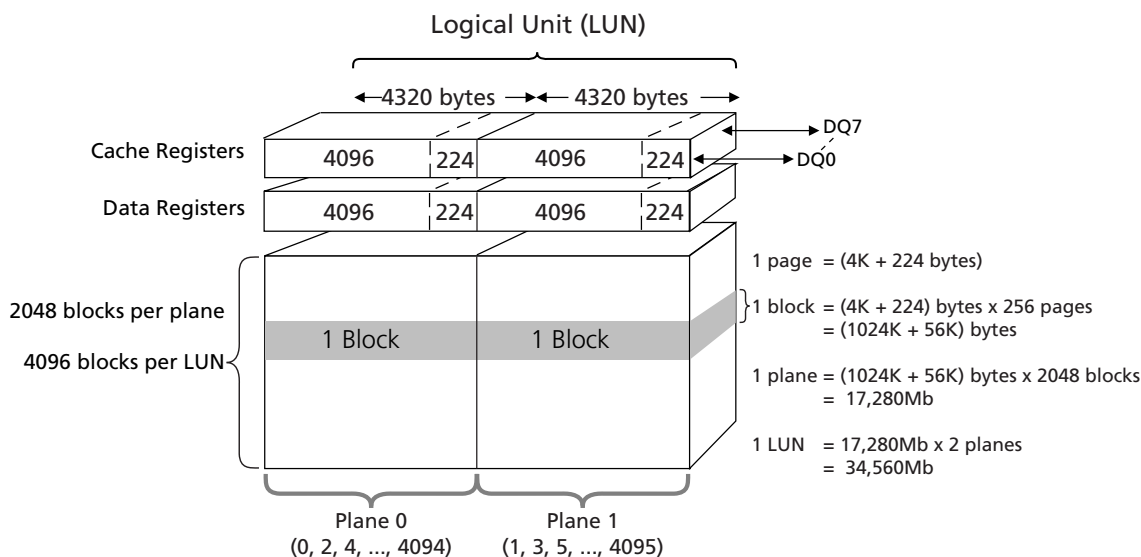 Logical Unit (LUN)
4320 bytes 4320 bytes
Cache Registers
4096 224 4096 224
DQ7
DQ0
Data Registers
4096 224 4096 224
2048 blocks per plane
4096 blocks per LUN
1 Block 1 Block
1 page = (4K + 224 bytes)
1 block = (4K + 224) bytes x 256 pages
= (1024K + 56K) bytes
1 plane = (1024K + 56K) bytes x 2048 blocks
= 17,280Mb
1 LUN = 17,280Mb x 2 planes
= 34,560Mb
Plane 0
(0, 2, 4, ..., 4094)
Plane 1
(1, 3, 5, ..., 4095)